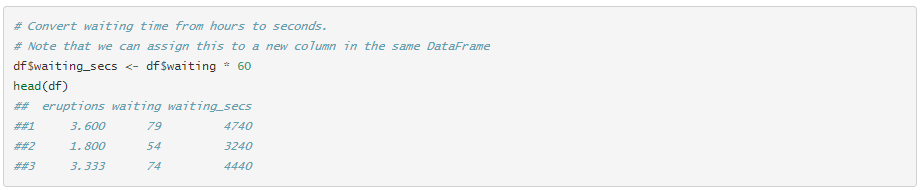 # Convert waiting time from hours to seconds.
# Note that we can assign this to a new column in the same DataFrame
df$waiting_secs <- df$waiting * 60
head(df)
##  eruptions waiting waiting_secs
##1     3.600      79         4740
##2     1.800      54         3240
##3     3.333      74         4440